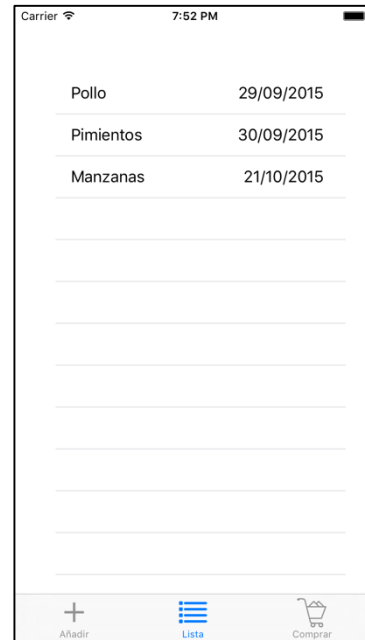 Carrier 7:52 PM
Pollo 29/09/2015
Pimientos 30/09/2015
Manzanas 21/10/2015
Añadir Lista Comprar